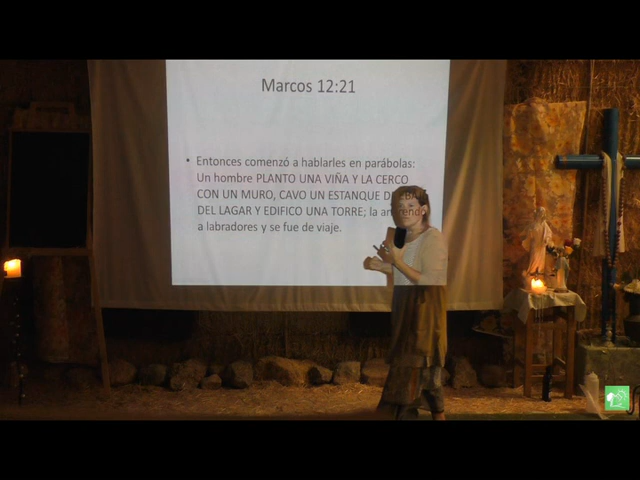 Marcos 12:21
• Entonces comenzó a hablarles en parábolas:
Un hombre PLANTO UNA VIÑA Y LA CERCO
CON UN MURO, CAVO UN ESTANQUE
DEL LAGAR Y EDIFICO UNA TORRE; la
a labradores y se fue de viaje.